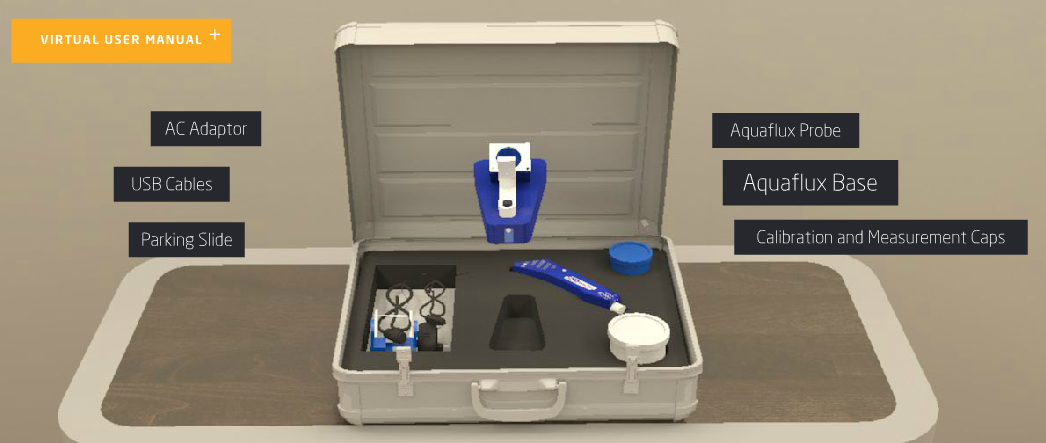 VIRTUAL USER MANUAL +
AC Adaptor
USB Cables
Parking Slide
Aquaflux Probe
Aquaflux Base
Calibration and Measurement Caps